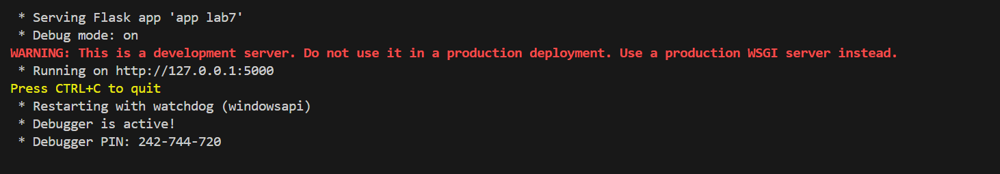 * Serving Flask app 'app lab7'
* Debug mode: on
WARNING: This is a development server. Do not use it in a production deployment. Use a production WSGI server instead.
* Running on http://127.0.0.1:5000
Press CTRL+C to quit
* Restarting with watchdog (windowsapi)
* Debugger is active!
* Debugger PIN: 242-744-720